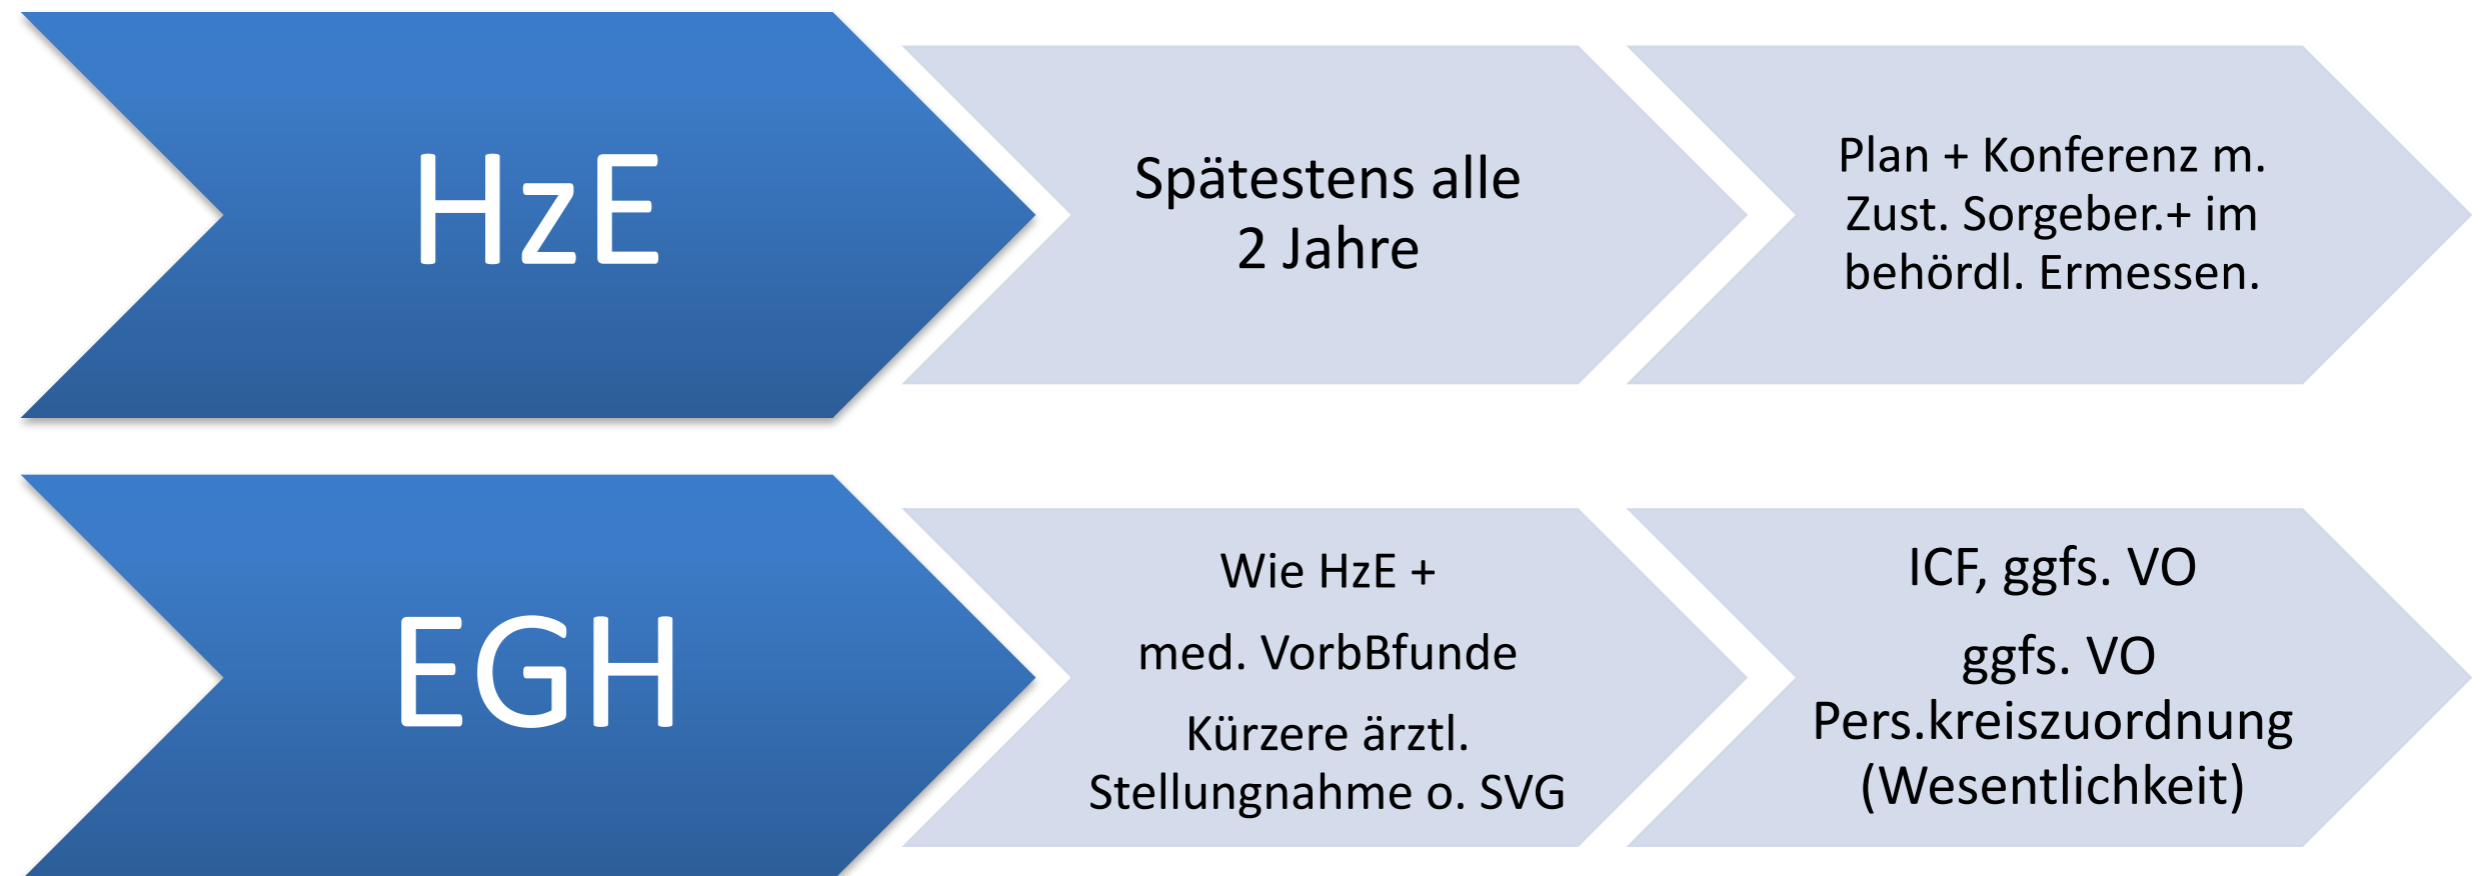 HzE
Spätestens alle
2 Jahre
Plan + Konferenz m.
Zust. Sorgeber.+ im
behördl. Ermessen.
EGH
Wie HzE +
med. VorbBfunde
Kürzere ärztl.
Stellungnahme o. SVG
ICF, ggfs. VO
ggfs. VO
Pers.kreiszuordnung
(Wesentlichkeit)